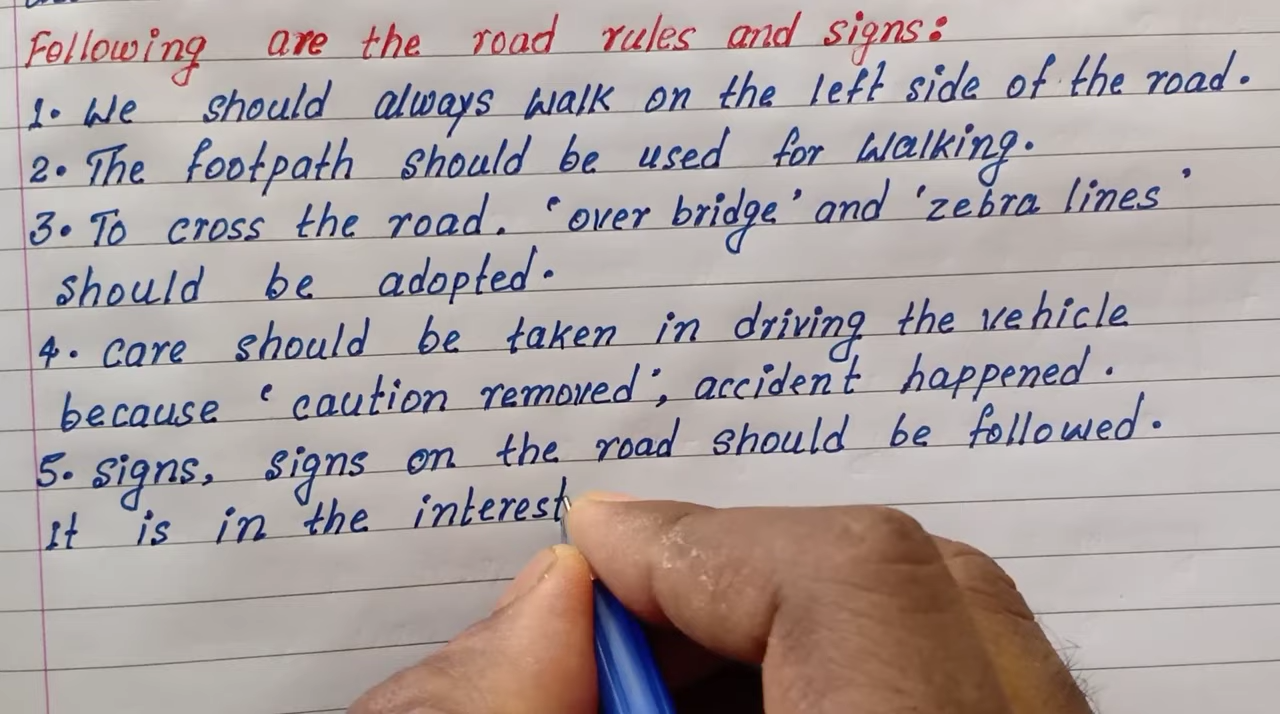 Following are the road rules and signs:
1. We should always walk on the left side of the road.
2. The footpath should be used for walking.
3. To cross the road. 'over bridge' and 'zebra lines'
should be adopted.
4. care should be taken in driving the vehicle
because 'caution removed', accident happened.
5. signs, signs on the road should be followed.
It is in the interest